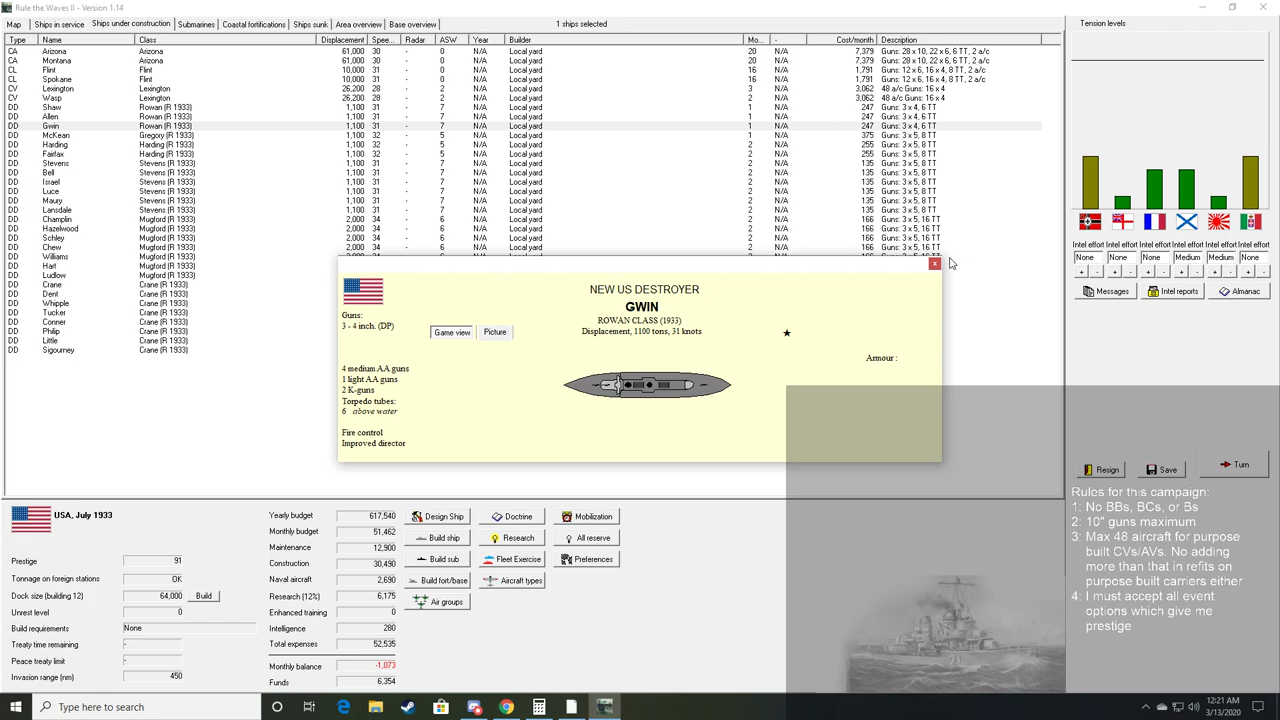 Rule the Waves II - Version 1.14
Map Ships in service Ships under construction Submarines Coastal fortifications Ships sunk Area overview Base overview 1 ships selected
Type Name Class Displacement Spee... Radar ASW Year Builder Mo... - Cost/month Description
CA Arizona Arizona 61,000 30 - 0 N/A Local yard 20 N/A 7,379 Guns: 28 x 10, 22 x 6, 6 TT, 2 a/c
CA Montana Arizona 61,000 30 - 0 N/A Local yard 20 N/A 7,379 Guns: 28 x 10, 22 x 6, 6 TT, 2 a/c
CL Flint Flint 10,000 30 - 0 N/A Local yard 16 N/A 1,791 Guns: 12 x 6, 16 x 4, 8 TT, 2 a/c
CL Spokane Flint 10,000 30 - 0 N/A Local yard 16 N/A 1,791 Guns: 12 x 6, 16 x 4, 8 TT, 2 a/c
CV Lexington Lexington 26,200 28 - 2 N/A Local yard 3 N/A 3,062 48 a/c Guns: 16 x 4
CV Wasp Lexington 26,200 28 - 2 N/A Local yard 2 N/A 3,062 48 a/c Guns: 16 x 4
DD Shaw Rowan (R 1933) 1,100 31 - 7 N/A Local yard 1 N/A 247 Guns: 3 x 4, 6 TT
DD Allen Rowan (R 1933) 1,100 31 - 7 N/A Local yard 1 N/A 247 Guns: 3 x 4, 6 TT
DD Gwin Rowan (R 1933) 1,100 31 - 7 N/A Local yard 1 N/A 247 Guns: 3 x 4, 6 TT
DD McKean Gregory (R 1933) 1,100 32 - 5 N/A Local yard 1 N/A 375 Guns: 3 x 5, 8 TT
DD Harding Harding (R 1933) 1,100 32 - 5 N/A Local yard 2 N/A 255 Guns: 3 x 5, 8 TT
DD Fairfax Harding (R 1933) 1,100 32 - 5 N/A Local yard 2 N/A 255 Guns: 3 x 5, 8 TT
DD Stevens Stevens (R 1933) 1,100 31 - 7 N/A Local yard 2 N/A 135 Guns: 3 x 5, 8 TT
DD Bell Stevens (R 1933) 1,100 31 - 7 N/A Local yard 2 N/A 135 Guns: 3 x 5, 8 TT
DD Israel Stevens (R 1933) 1,100 31 - 7 N/A Local yard 2 N/A 135 Guns: 3 x 5, 8 TT
DD Luce Stevens (R 1933) 1,100 31 - 7 N/A Local yard 2 N/A 135 Guns: 3 x 5, 8 TT
DD Maury Stevens (R 1933) 1,100 31 - 7 N/A Local yard 2 N/A 135 Guns: 3 x 5, 8 TT
DD Lansdale Stevens (R 1933) 1,100 31 - 7 N/A Local yard 2 N/A 135 Guns: 3 x 5, 8 TT
DD Champlin Mugford (R 1933) 2,000 34 - 6 N/A Local yard 2 N/A 166 Guns: 3 x 5, 16 TT
DD Hazelwood Mugford (R 1933) 2,000 34 - 6 N/A Local yard 2 N/A 166 Guns: 3 x 5, 16 TT
DD Schley Mugford (R 1933) 2,000 34 - 6 N/A Local yard 2 N/A 166 Guns: 3 x 5, 16 TT
DD Chew Mugford (R 1933) 2,000 34 - 6 N/A Local yard 2 N/A 166 Guns: 3 x 5, 16 TT
DD Williams Mugford (R 1933)
DD Hart Mugford (R 1933)
DD Ludlow Mugford (R 1933)
DD Crane Crane (R 1933)
DD Dent Crane (R 1933)
DD Whipple Crane (R 1933)
DD Tucker Crane (R 1933)
DD Conner Crane (R 1933)
DD Philip Crane (R 1933)
DD Little Crane (R 1933)
DD Sigourney Crane (R 1933)
NEW US DESTROYER
GWIN
ROWAN CLASS (1933)
Displacement, 1100 tons, 31 knots
Guns:
3 - 4 inch. (DP)
Game view Picture
Armour :
4 medium AA guns
1 light AA guns
2 K-guns
Torpedo tubes:
6 above water
Fire control
Improved director
Tension levels
Intel effort Intel effort Intel effort Intel effort Intel effort Intel effort
None None None Medium Medium None
+ - + - + - + - + - + -
Messages Intel reports Almanac
Resign Save Turn
Rules for this campaign:
1: No BBs, BCs, or Bs
2: 10" guns maximum
3: Max 48 aircraft for purpose
built CVs/AVs. No adding
more than that in refits on
purpose built carriers either
4: I must accept all event
options which give me
prestige
USA, July 1933
Prestige 91
Tonnage on foreign stations OK
Dock size (building 12) 64,000 Build
Unrest level 0
Build requirements None
Treaty time remaining -
Peace treaty limit -
Invasion range (nm) 450
Yearly budget 617,540
Monthly budget 51,462
Maintenance 12,900
Construction 30,490
Naval aircraft 2,690
Research (12%) 6,175
Enhanced training 0
Intelligence 280
Total expenses 52,535
Monthly balance -1,073
Funds 6,354
Design Ship Doctrine Mobilization
Build ship Research All reserve
Build sub Fleet Exercise Preferences
Build fort/base Aircraft types
Air groups
Type here to search
12:21 AM
3/13/2020